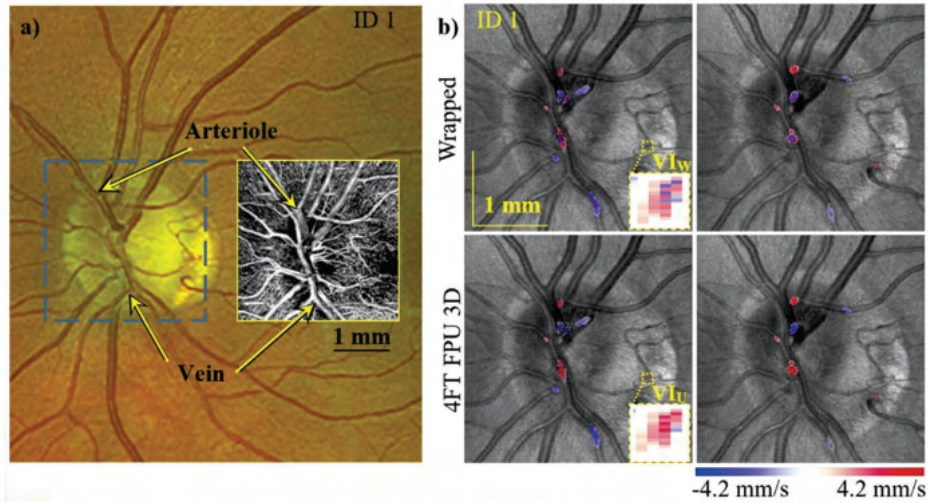 a)
ID 1
Arteriole
1 mm
Vein
b)
ID 1
Wrapped
VIW
1 mm
4FT FPU 3D
VIU
-4.2 mm/s
4.2 mm/s